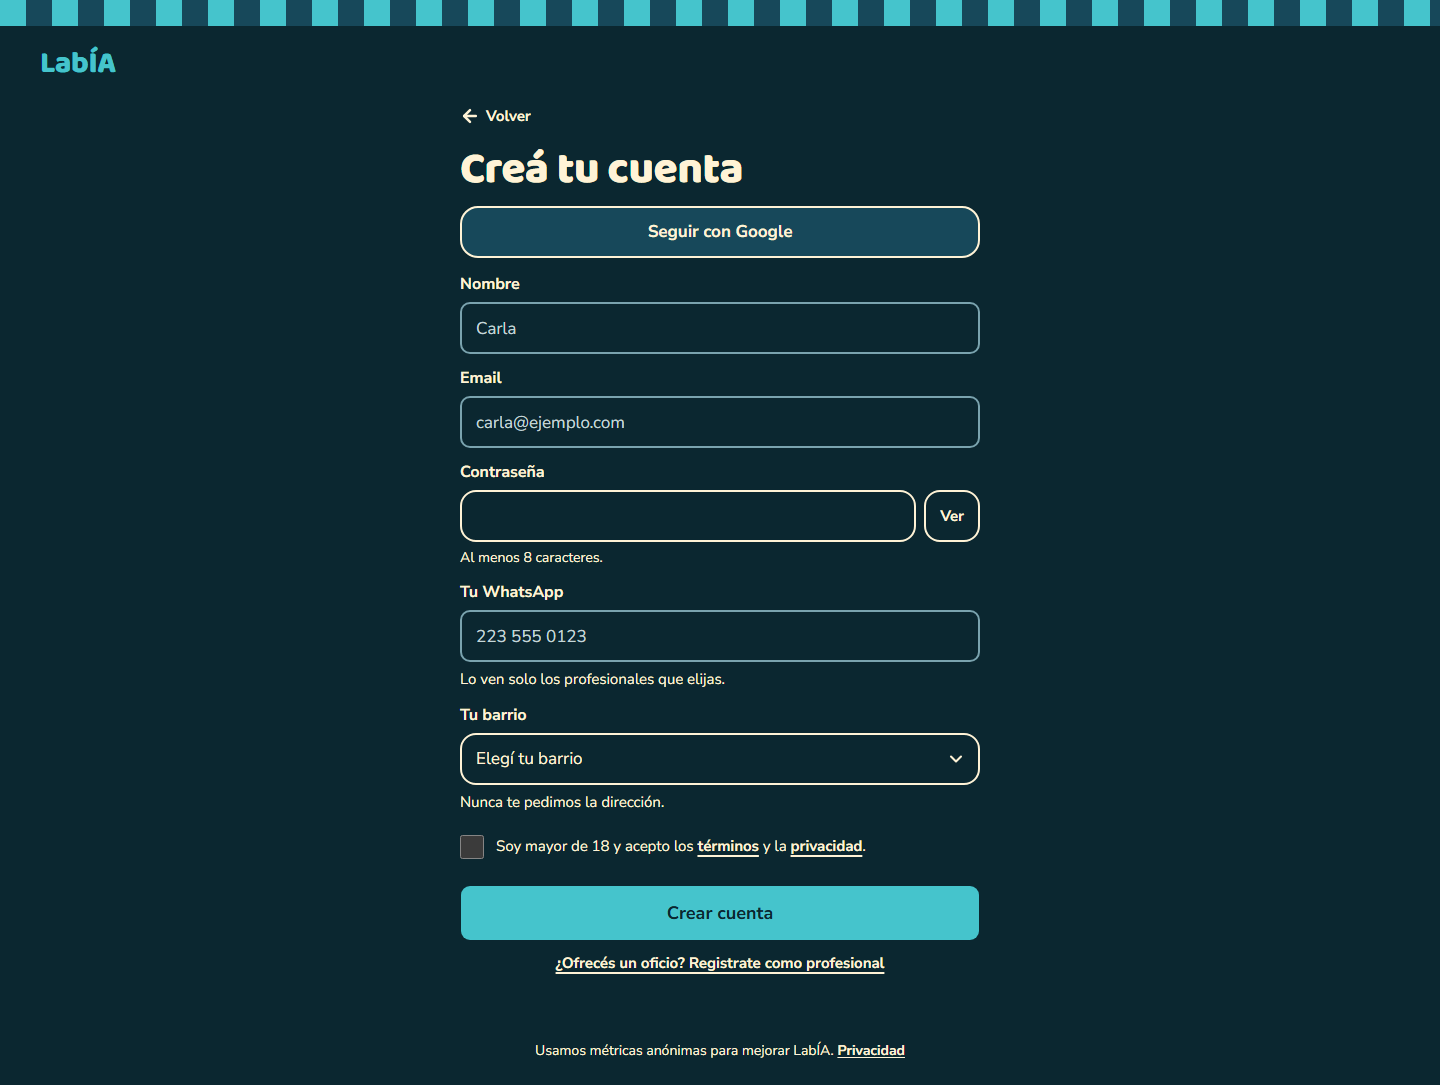 LabÍA
Volver
Creá tu cuenta
Seguir con Google
Nombre
Carla
Email
carla@ejemplo.com
Contraseña
Ver
Al menos 8 caracteres.
Tu WhatsApp
223 555 0123
Lo ven solo los profesionales que elijas.
Tu barrio
Elegí tu barrio
Nunca te pedimos la dirección.
Soy mayor de 18 y acepto los términos y la privacidad.
Crear cuenta
¿Ofrecés un oficio? Registrate como profesional
Usamos métricas anónimas para mejorar LabÍA. Privacidad